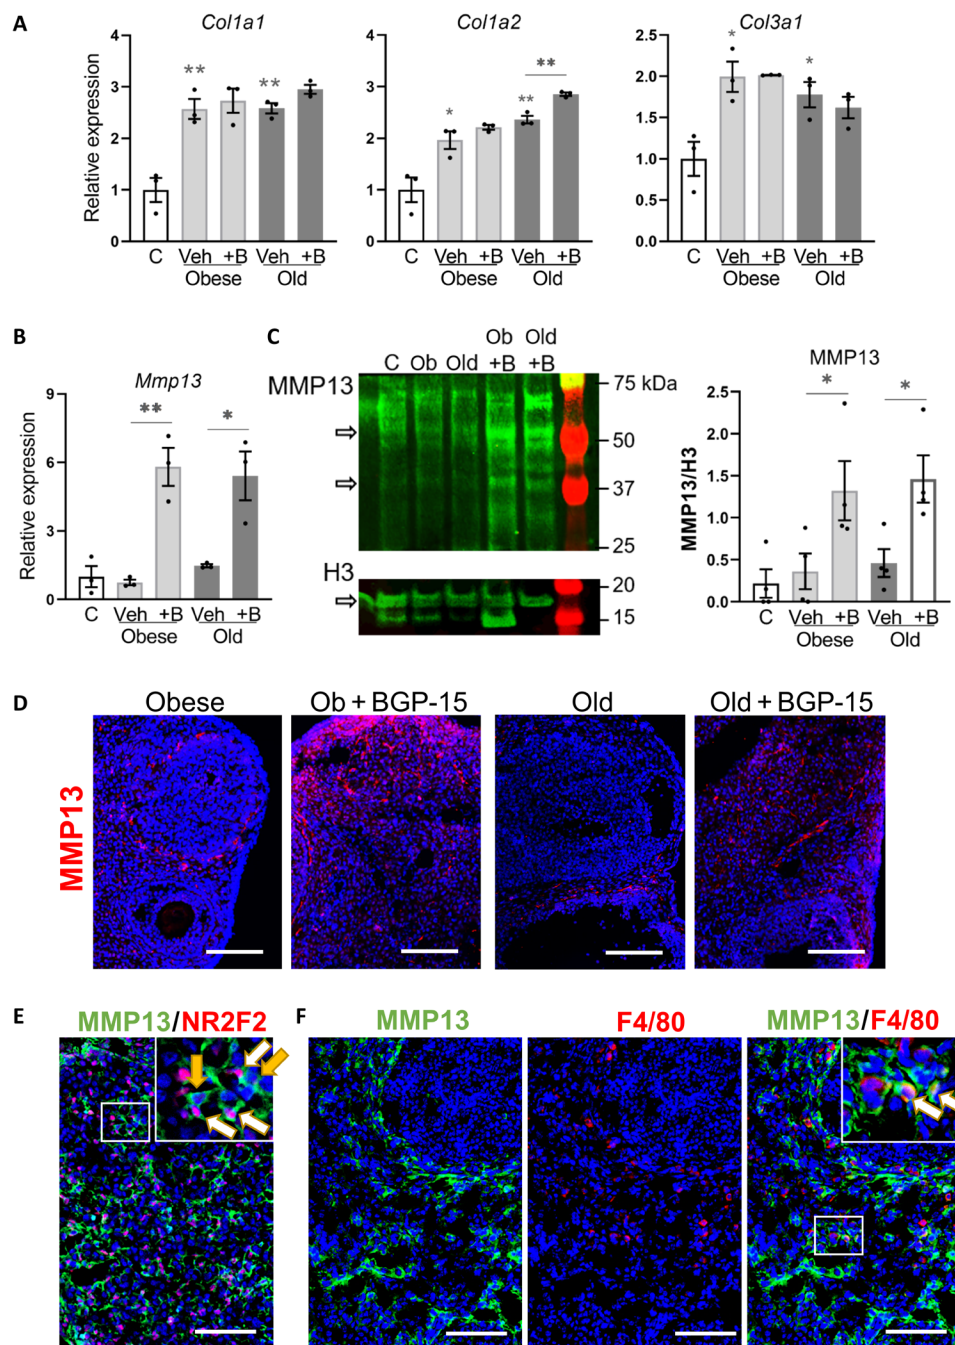 A
Col1a1
Col1a2
Col3a1
Relative expression
4
3
2
1
0
**
**
C
Veh +B
Veh +B
Obese
Old
4
3
2
1
0
*
**
**
C
Veh +B
Veh +B
Obese
Old
2.5
2.0
1.5
1.0
0.5
0.0
*
*
C
Veh +B
Veh +B
Obese
Old
B
Mmp13
Relative expression
9
6
3
0
**
*
C
Veh +B
Veh +B
Obese
Old
C
C
Ob
Old
Ob +B
Old +B
MMP13
75 kDa
50
37
25
H3
20
15
MMP13
MMP13/H3
2.5
2.0
1.5
1.0
0.5
0.0
*
*
C
Veh +B
Veh +B
Obese
Old
D
Obese
Ob + BGP-15
Old
Old + BGP-15
MMP13
E
MMP13/NR2F2
F
MMP13
F4/80
MMP13/F4/80